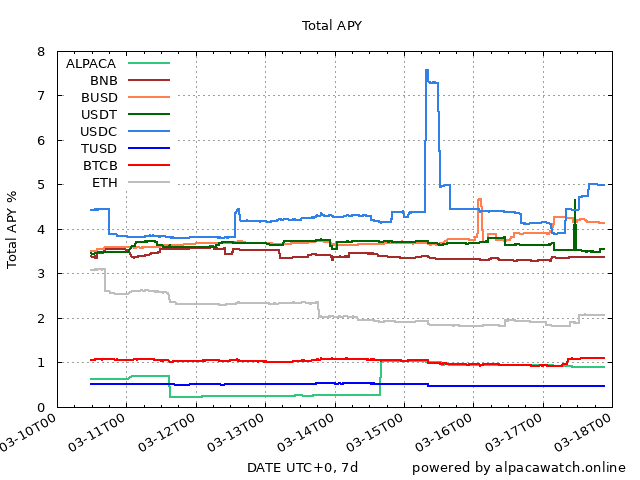 Total APY
8
7
6
5
4
3
2
1
0
Total APY %
ALPACA
BNB
BUSD
USDT
USDC
TUSD
BTCB
ETH
03-10T00
03-11T00
03-12T00
03-13T00
03-14T00
03-15T00
03-16T00
03-17T00
03-18T00
DATE UTC+0, 7d
powered by alpacawatch.online